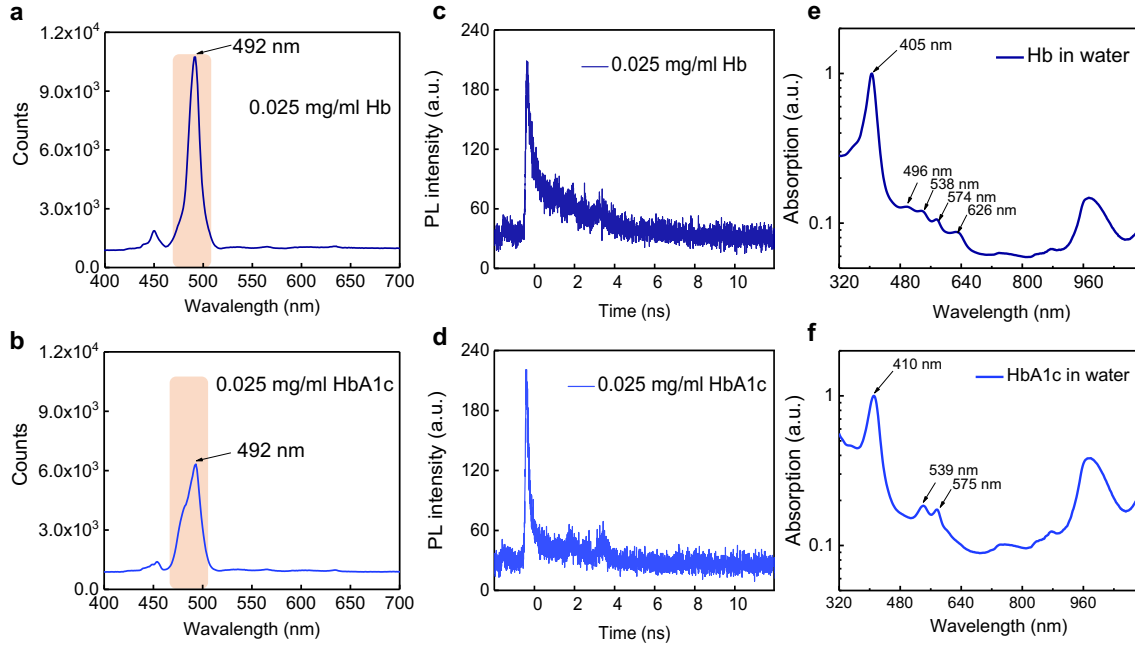 a
1.2x10⁴
9.0x10³
6.0x10³
3.0x10³
0.0
Counts
492 nm
0.025 mg/ml Hb
400 450 500 550 600 650 700
Wavelength (nm)
c
240
180
120
60
0
PL intensity (a.u.)
0.025 mg/ml Hb
0 2 4 6 8 10
Time (ns)
e
1
0.1
Absorption (a.u.)
Hb in water
405 nm
496 nm
538 nm
574 nm
626 nm
320 480 640 800 960
Wavelength (nm)
b
1.2x10⁴
9.0x10³
6.0x10³
3.0x10³
0.0
Counts
0.025 mg/ml HbA1c
492 nm
400 450 500 550 600 650 700
Wavelength (nm)
d
240
180
120
60
0
PL intensity (a.u.)
0.025 mg/ml HbA1c
0 2 4 6 8 10
Time (ns)
f
1
0.1
Absorption (a.u.)
HbA1c in water
410 nm
539 nm
575 nm
320 480 640 800 960
Wavelength (nm)